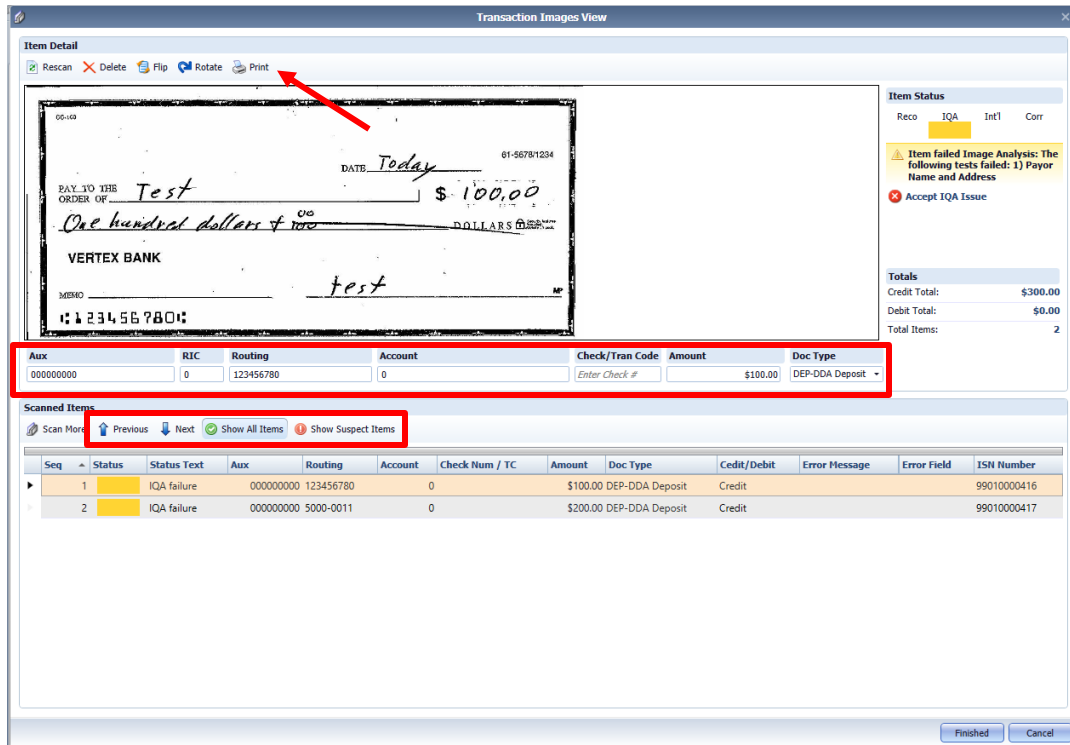 Transaction Images View
Item Detail
Rescan Delete Flip Rotate Print
61-5678/1234
DATE Today
PAY TO THE
ORDER OF Test $ 100.00
One hundred dollars + 00/100 DOLLARS
VERTEX BANK
MEMO test MP
⑆123456780⑆
Item Status
Reco IQA Int'l Corr
Item failed Image Analysis: The
following tests failed: 1) Payor
Name and Address
Accept IQA Issue
Totals
Credit Total: $300.00
Debit Total: $0.00
Total Items: 2
Aux RIC Routing Account Check/Tran Code Amount Doc Type
000000000 0 123456780 0 Enter Check # $100.00 DEP-DDA Deposit
Scanned Items
Scan More Previous Next Show All Items Show Suspect Items
Seq Status Status Text Aux Routing Account Check Num / TC Amount Doc Type Cedit/Debit Error Message Error Field ISN Number
1 IQA failure 000000000 123456780 0 $100.00 DEP-DDA Deposit Credit 99010000416
2 IQA failure 000000000 5000-0011 0 $200.00 DEP-DDA Deposit Credit 99010000417
Finished Cancel